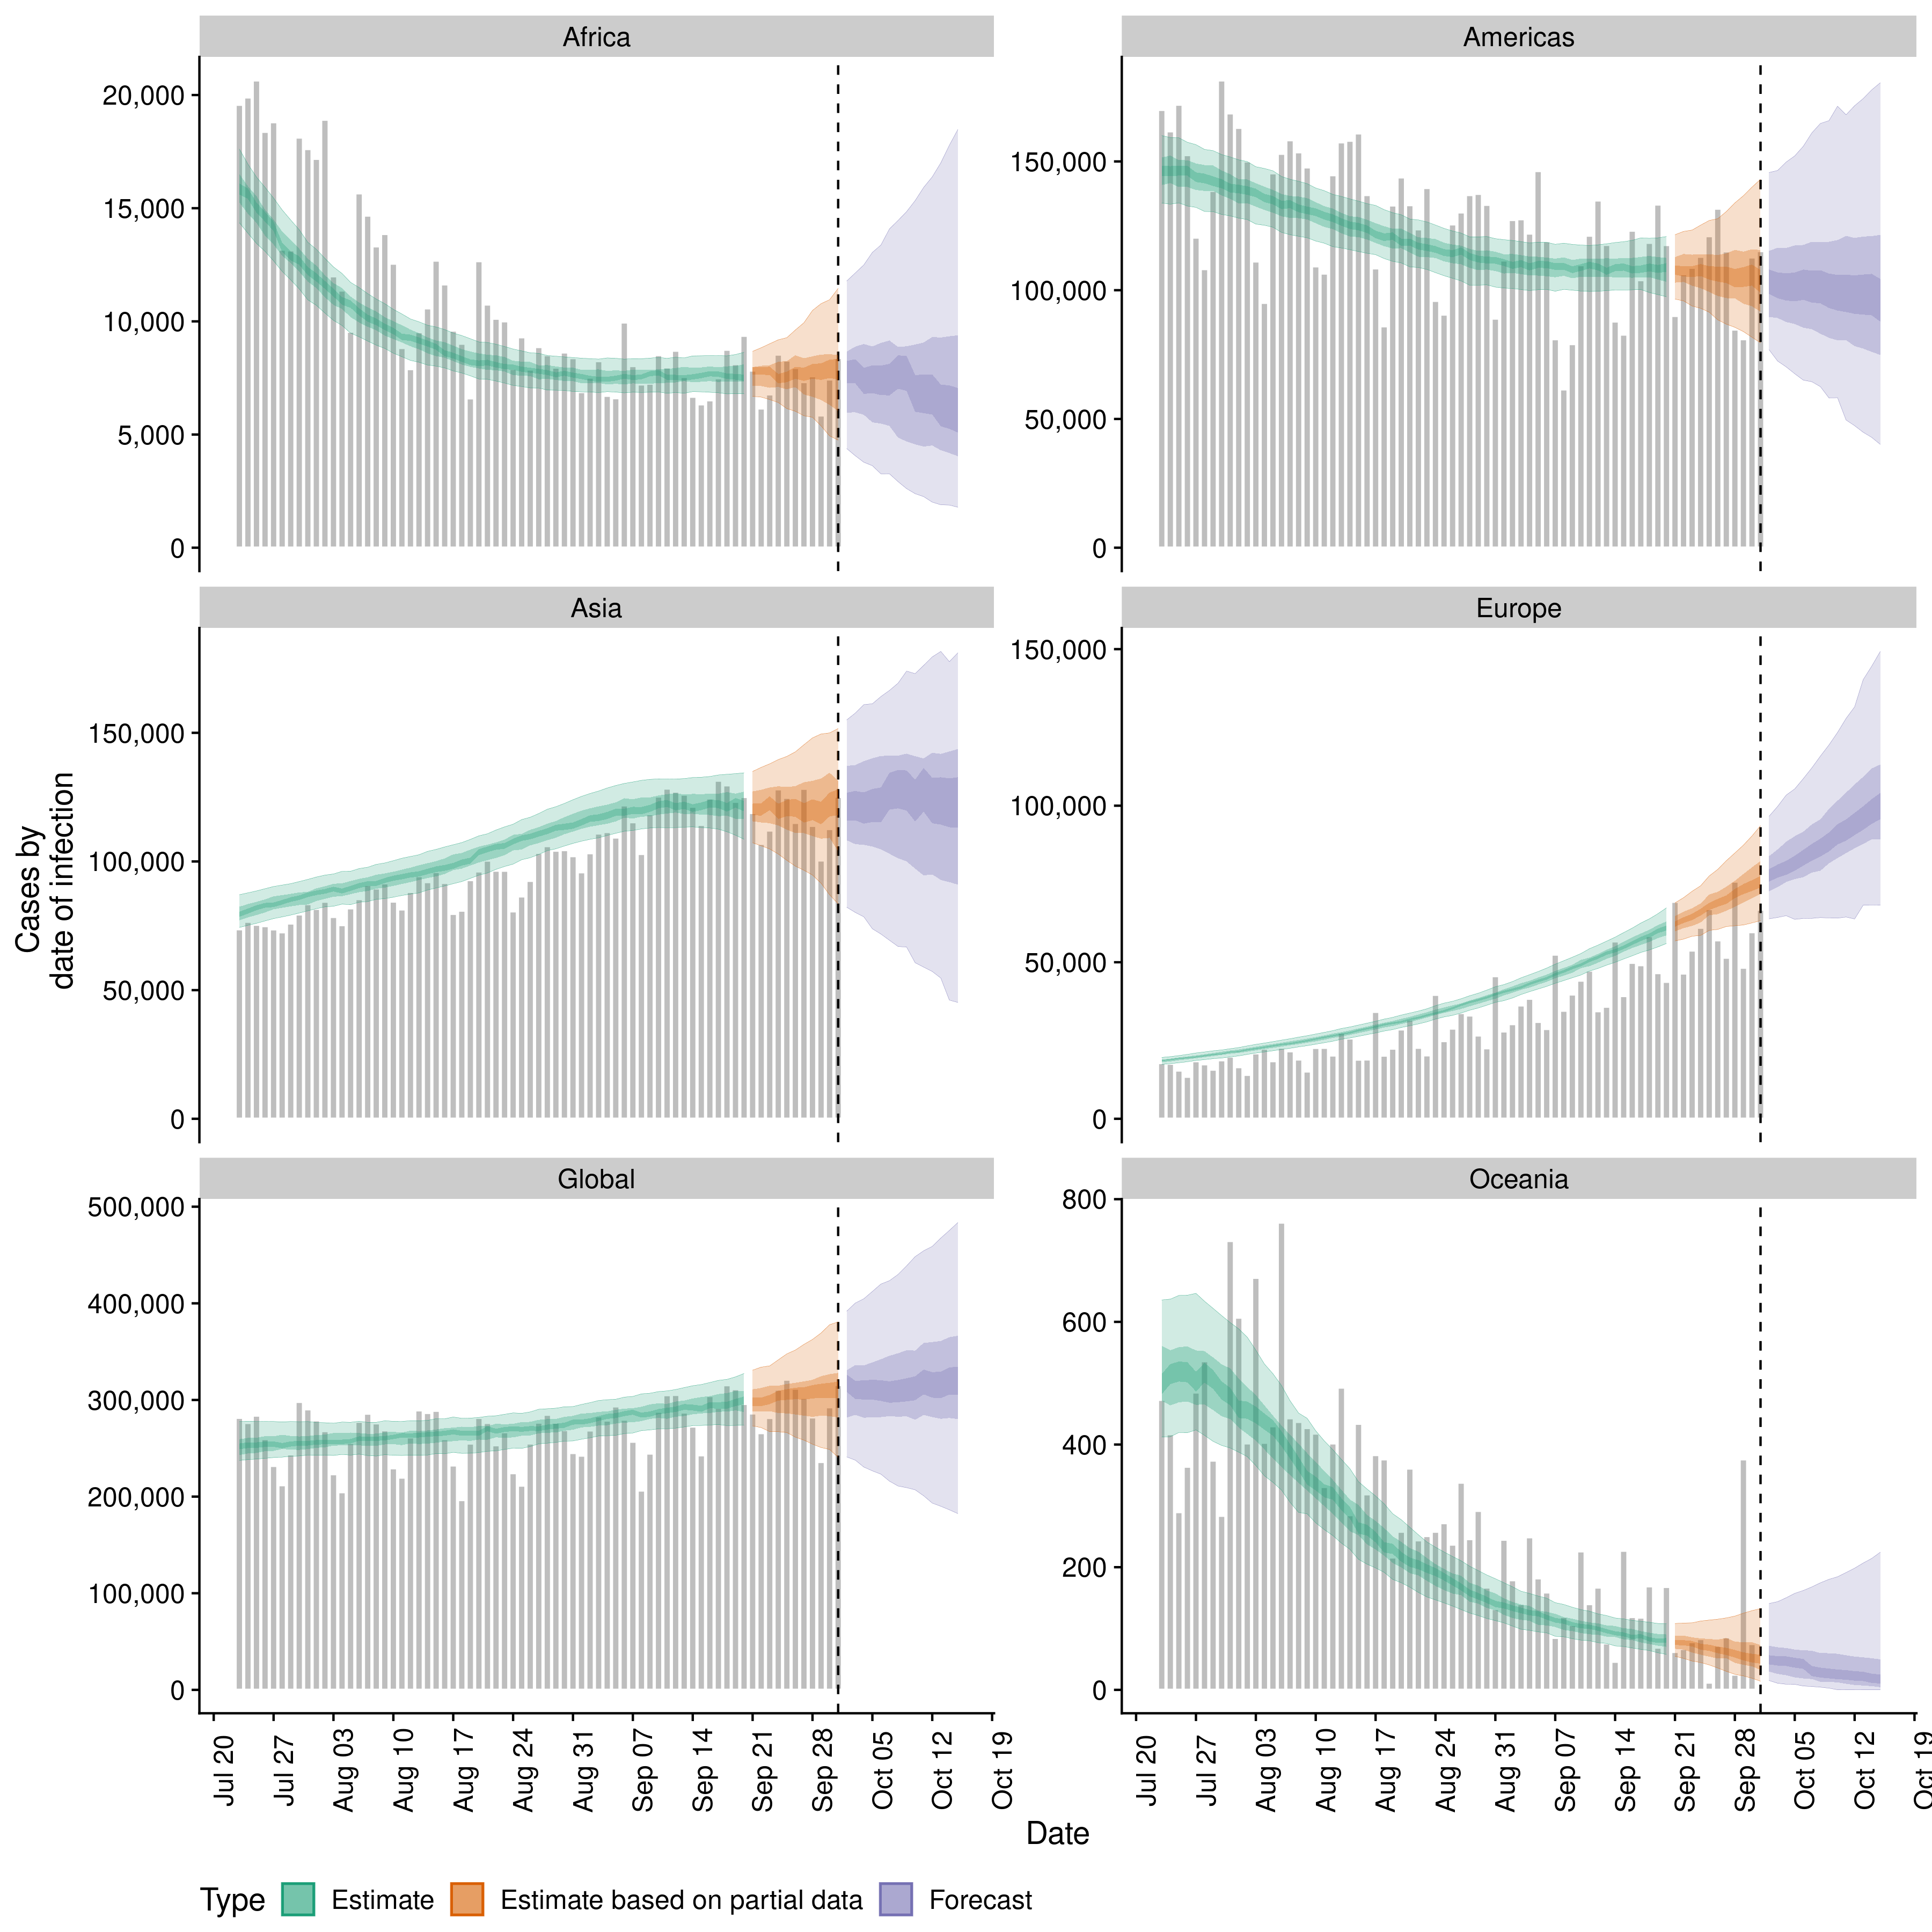 Africa
Americas
20,000
15,000
10,000
5,000
0
150,000
100,000
50,000
0
Asia
Europe
150,000
100,000
50,000
0
150,000
100,000
50,000
0
Cases by
date of infection
Global
Oceania
500,000
400,000
300,000
200,000
100,000
0
800
600
400
200
0
Jul 20
Jul 27
Aug 03
Aug 10
Aug 17
Aug 24
Aug 31
Sep 07
Sep 14
Sep 21
Sep 28
Oct 05
Oct 12
Oct 19
Jul 20
Jul 27
Aug 03
Aug 10
Aug 17
Aug 24
Aug 31
Sep 07
Sep 14
Sep 21
Sep 28
Oct 05
Oct 12
Oct 19
Date
Type Estimate Estimate based on partial data Forecast